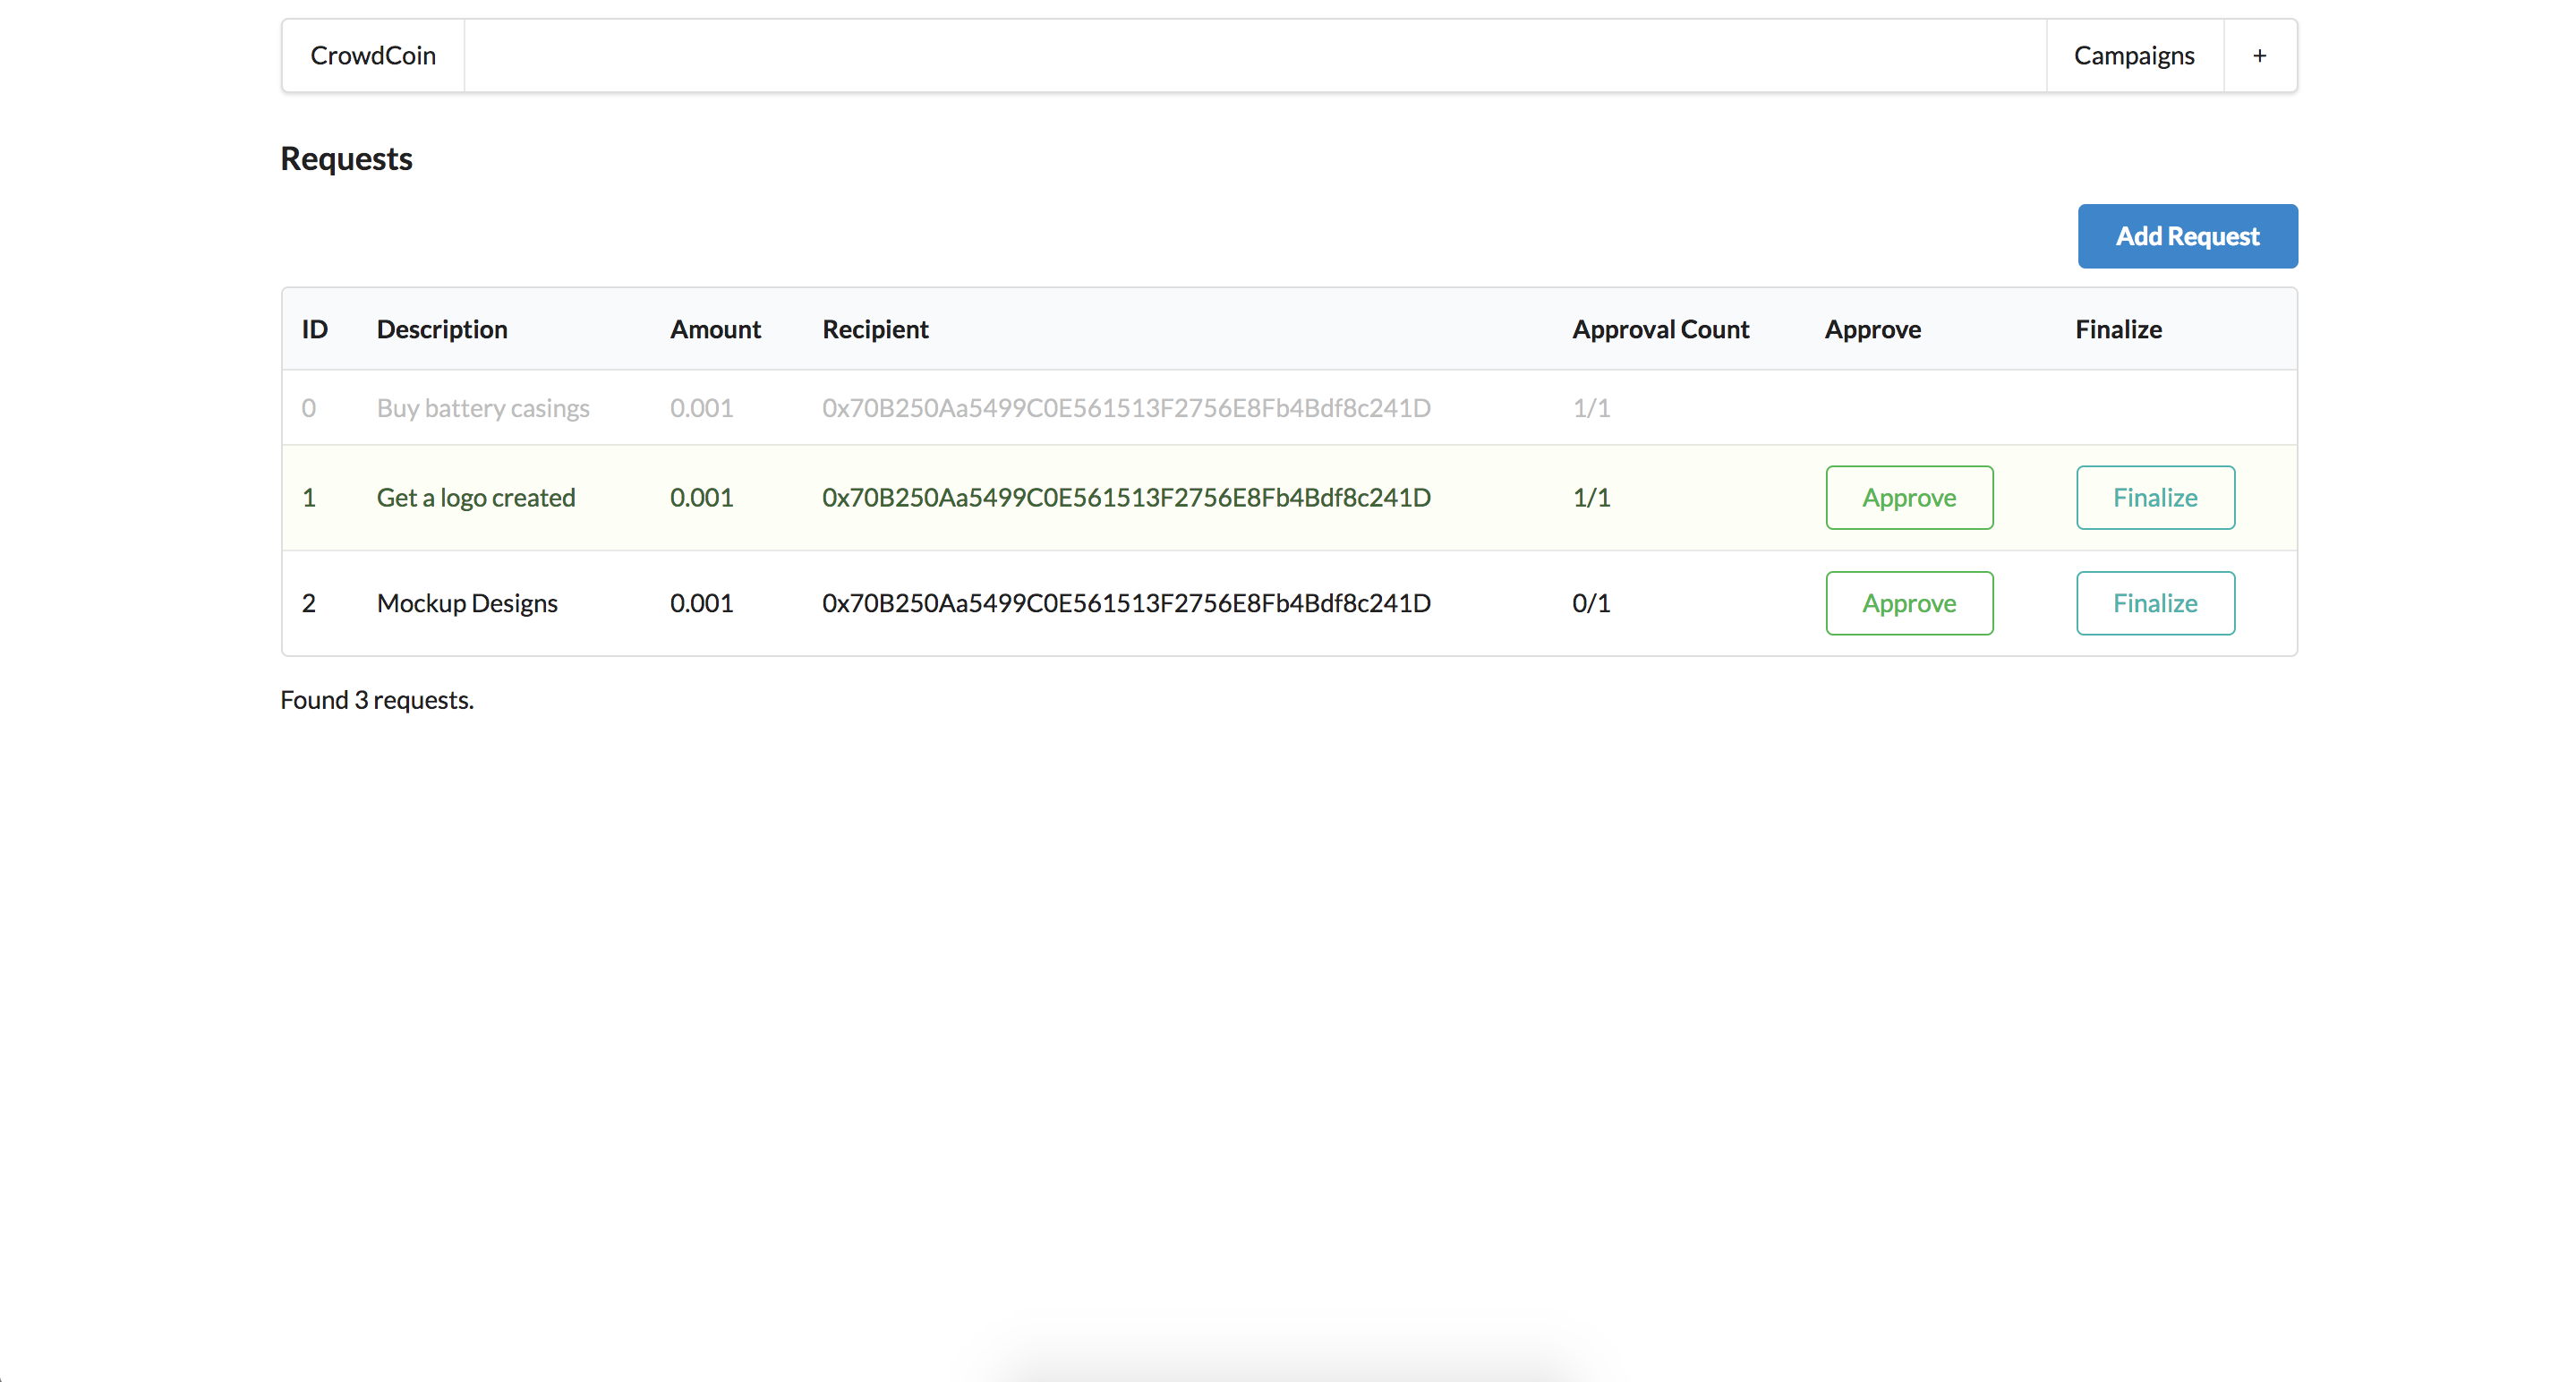 CrowdCoin Campaigns +
Requests
Add Request
ID Description Amount Recipient Approval Count Approve Finalize
0 Buy battery casings 0.001 0x70B250Aa5499C0E561513F2756E8Fb4Bdf8c241D 1/1
1 Get a logo created 0.001 0x70B250Aa5499C0E561513F2756E8Fb4Bdf8c241D 1/1 Approve Finalize
2 Mockup Designs 0.001 0x70B250Aa5499C0E561513F2756E8Fb4Bdf8c241D 0/1 Approve Finalize
Found 3 requests.